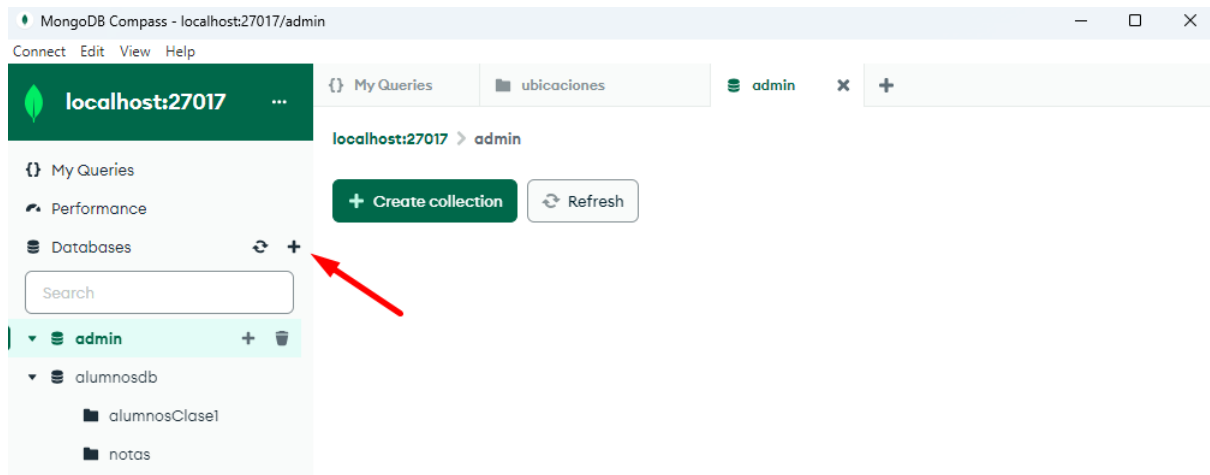 MongoDB Compass - localhost:27017/admin
Connect Edit View Help
localhost:27017 ...
{} My Queries
ubicaciones
admin
localhost:27017 > admin
{} My Queries
Performance
Databases
Search
admin
alumnosdb
alumnosClase1
notas
+ Create collection
Refresh